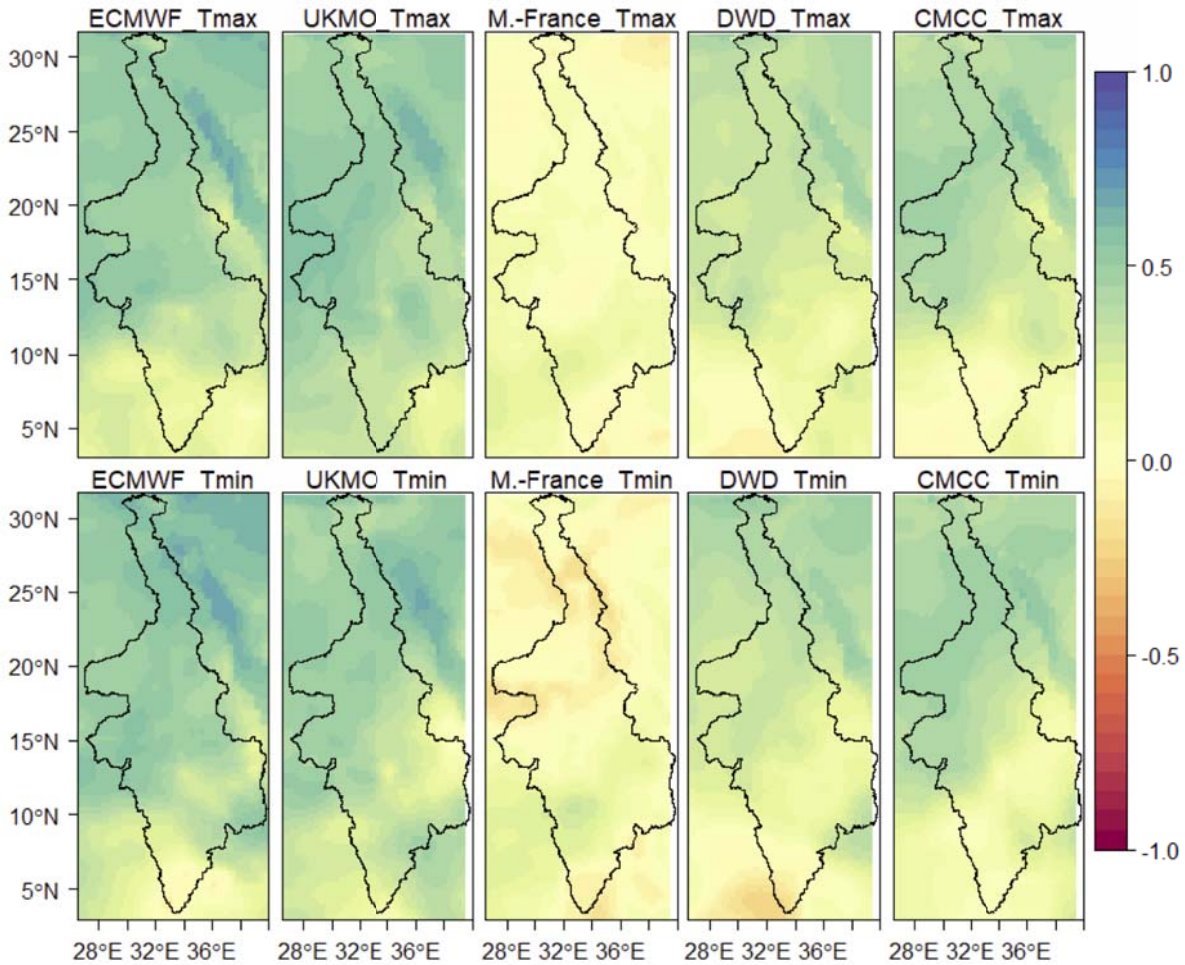 ECMWF_Tmax UKMO_Tmax M.-France_Tmax DWD_Tmax CMCC_Tmax
30°N
25°N
20°N
15°N
10°N
5°N
1.0
0.5
0.0
-0.5
-1.0
ECMWF_Tmin UKMO_Tmin M.-France_Tmin DWD_Tmin CMCC_Tmin
30°N
25°N
20°N
15°N
10°N
5°N
28°E 32°E 36°E 28°E 32°E 36°E 28°E 32°E 36°E 28°E 32°E 36°E 28°E 32°E 36°E